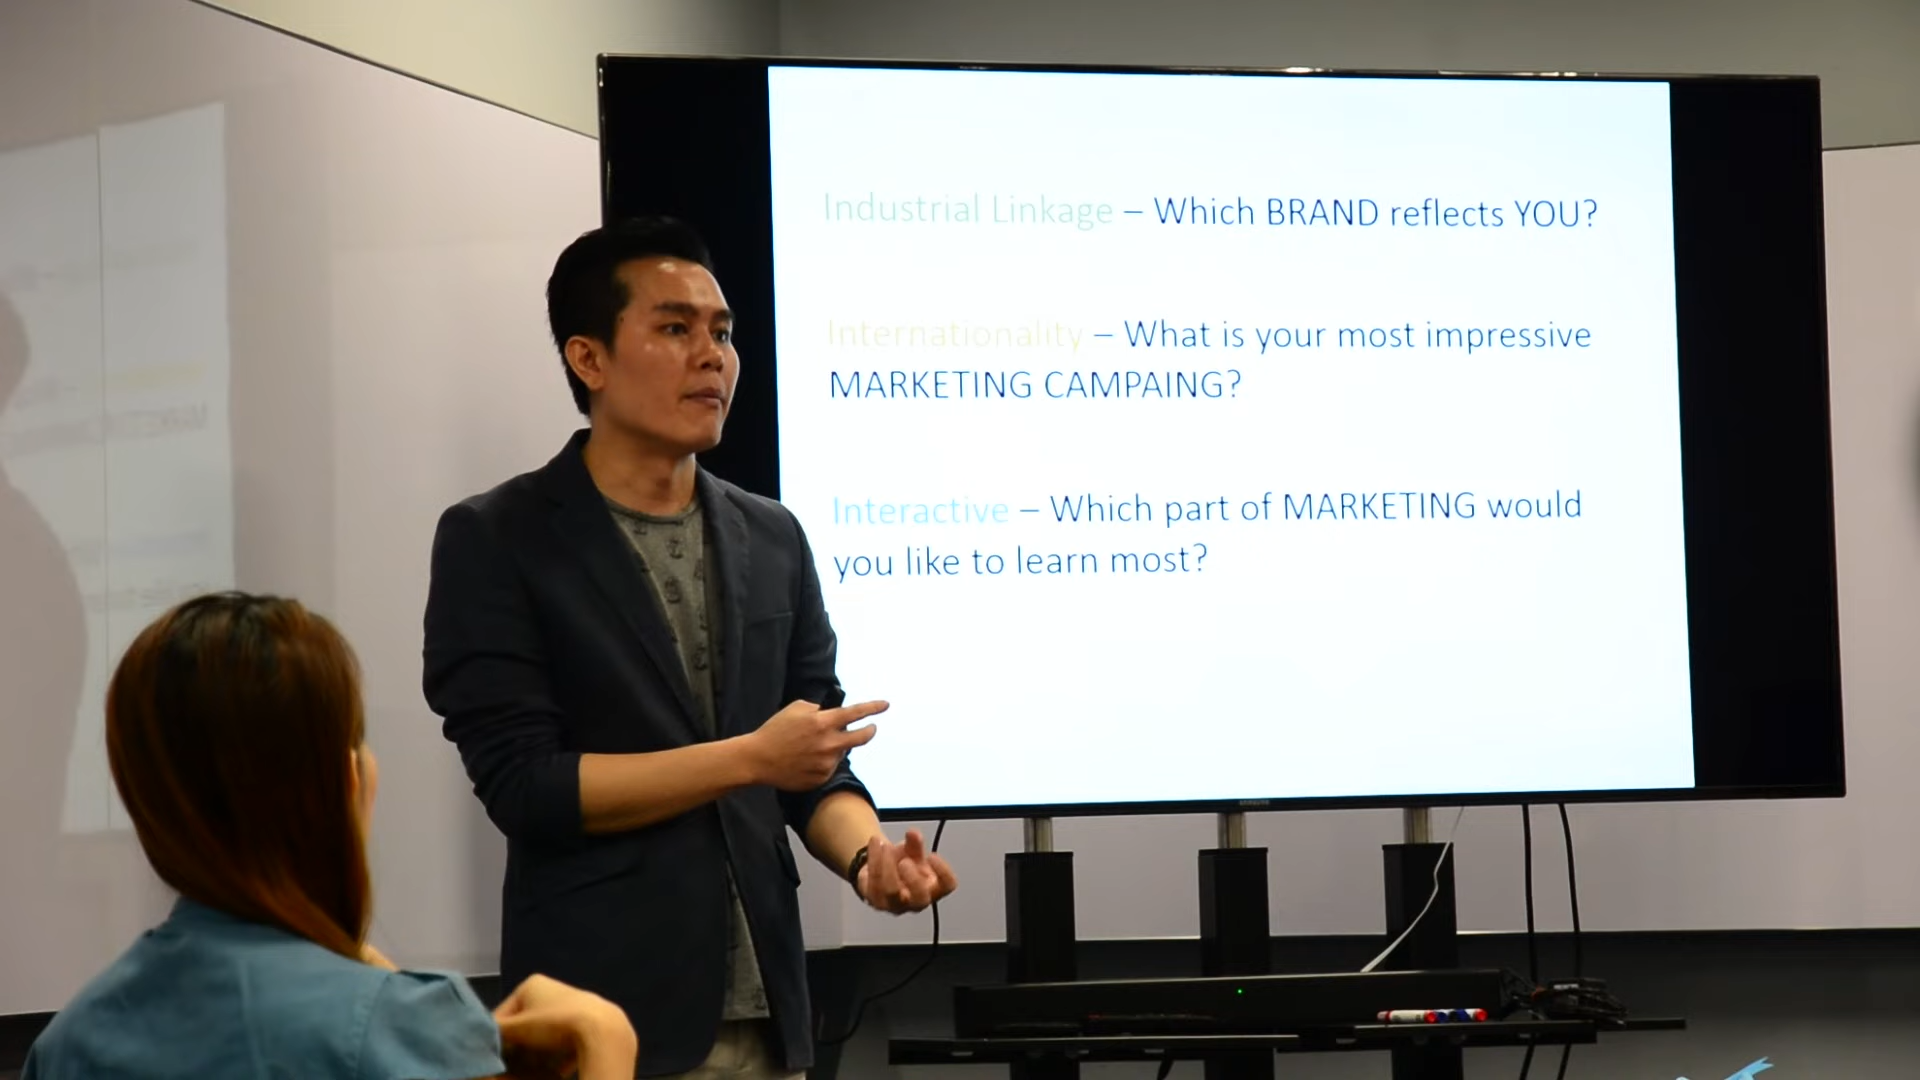 Industrial Linkage – Which BRAND reflects YOU?
Internationality – What is your most impressive
MARKETING CAMPAING?
Interactive – Which part of MARKETING would
you like to learn most?
SAMSUNG